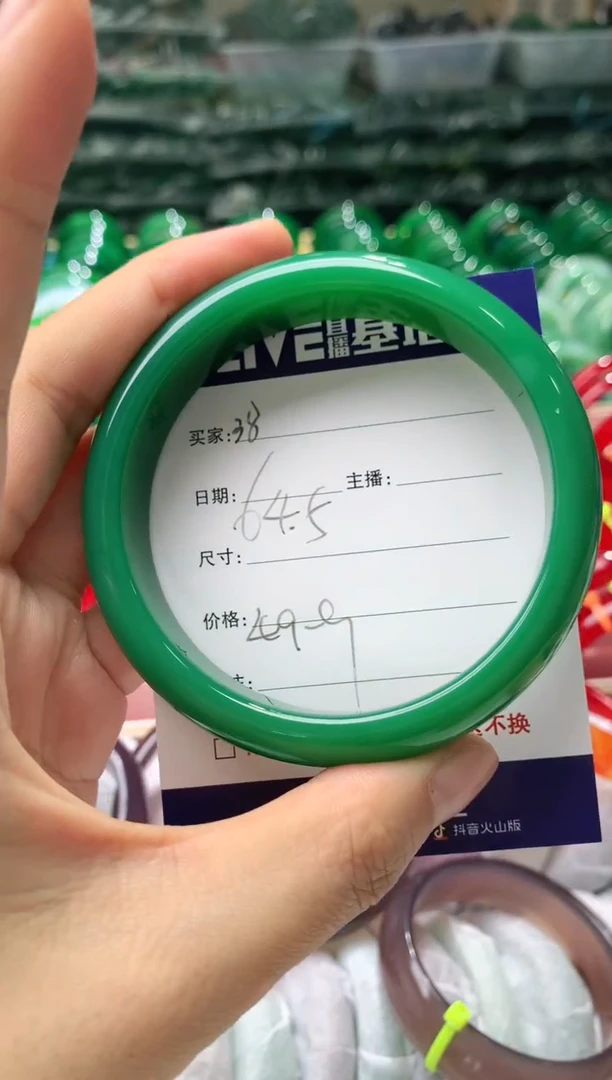 LIVE直播基地
买家:38
日期: 主播:
64.5
尺寸:
价格:49.9
不换
抖音火山版